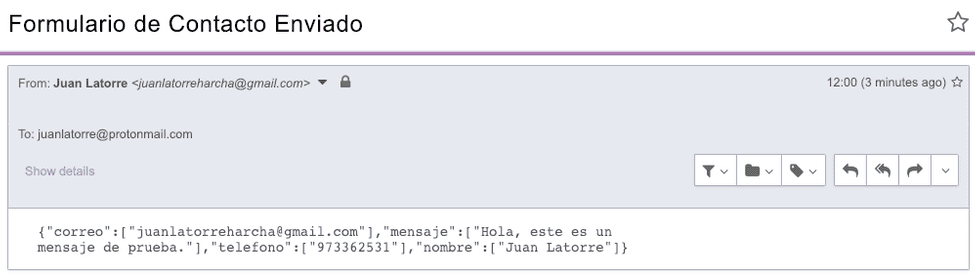 Formulario de Contacto Enviado
From: Juan Latorre <juanlatorreharcha@gmail.com>
12:00 (3 minutes ago)
To: juanlatorre@protonmail.com
Show details
{"correo":["juanlatorreharcha@gmail.com"],"mensaje":["Hola, este es un
mensaje de prueba."],"telefono":["973362531"],"nombre":["Juan Latorre"]}